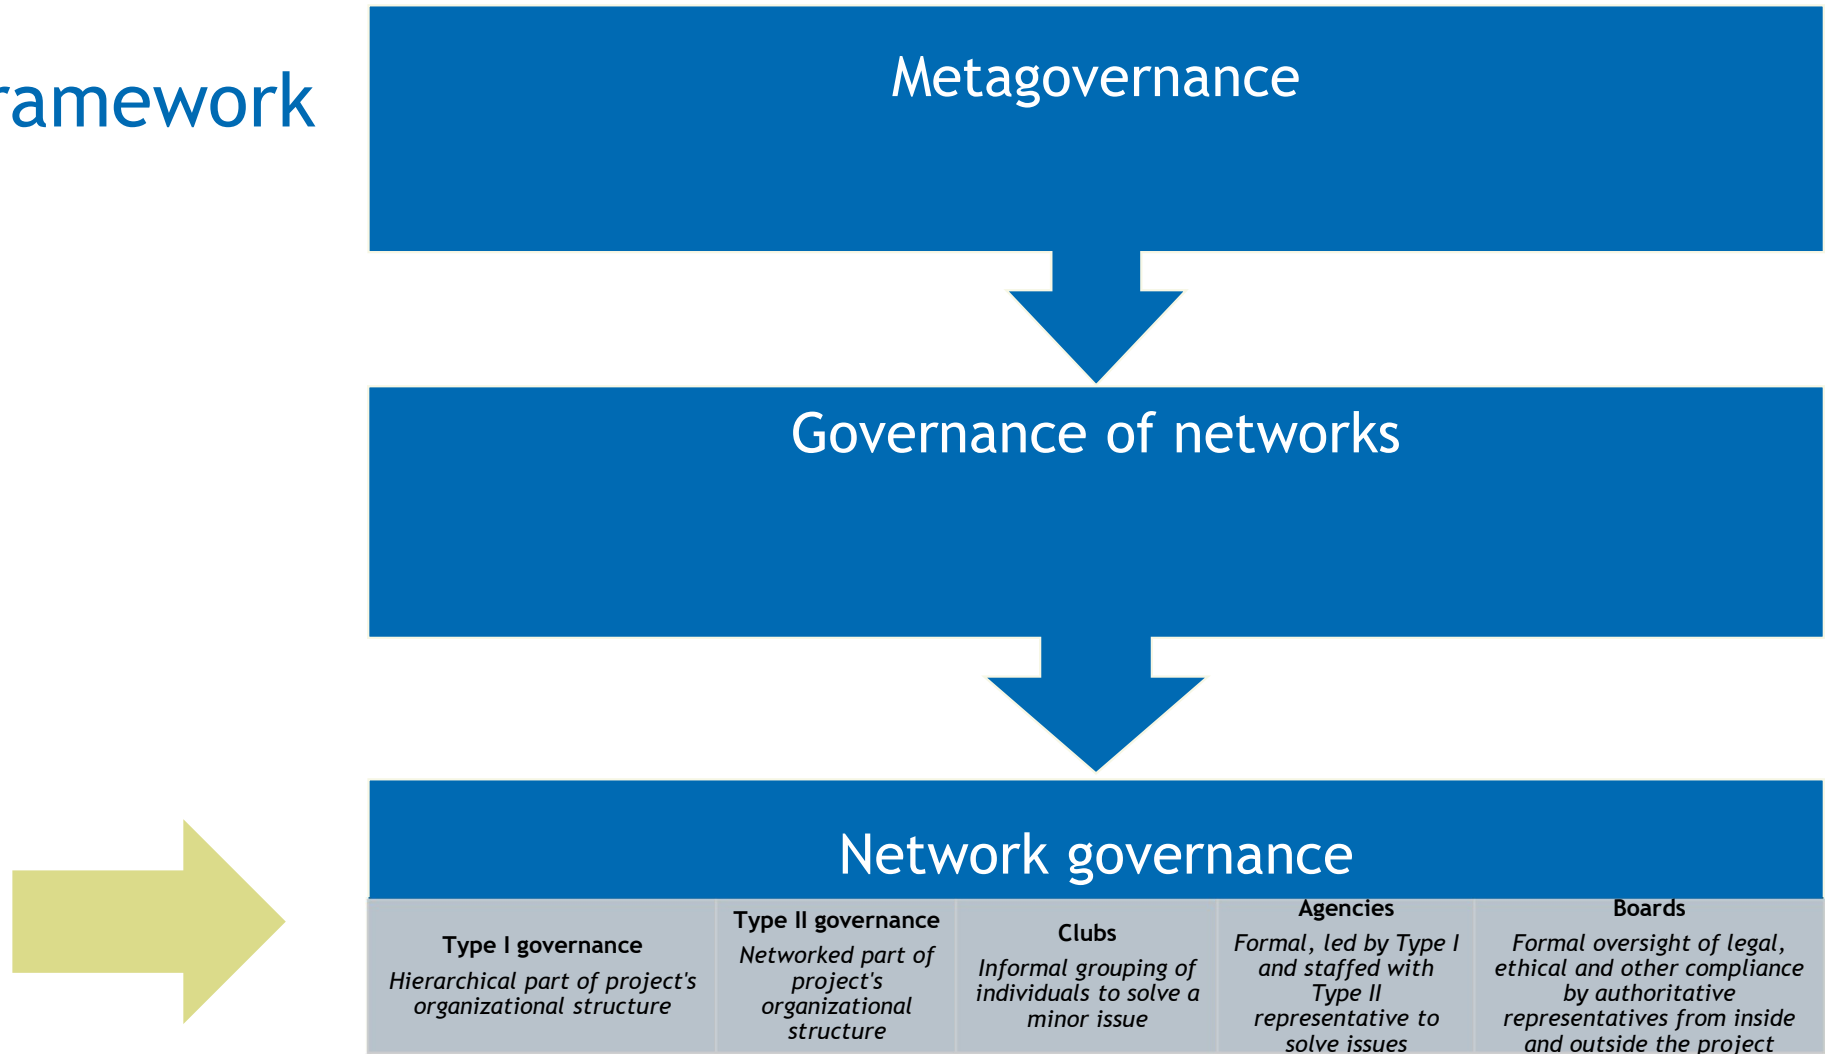 ramework
Metagovernance
Governance of networks
Network governance
Type I governance
Hierarchical part of project's
organizational structure
Type II governance
Networked part of
project's
organizational
structure
Clubs
Informal grouping of
individuals to solve a
minor issue
Agencies
Formal, led by Type I
and staffed with
Type II
representative to
solve issues
Boards
Formal oversight of legal,
ethical and other compliance
by authoritative
representatives from inside
and outside the project